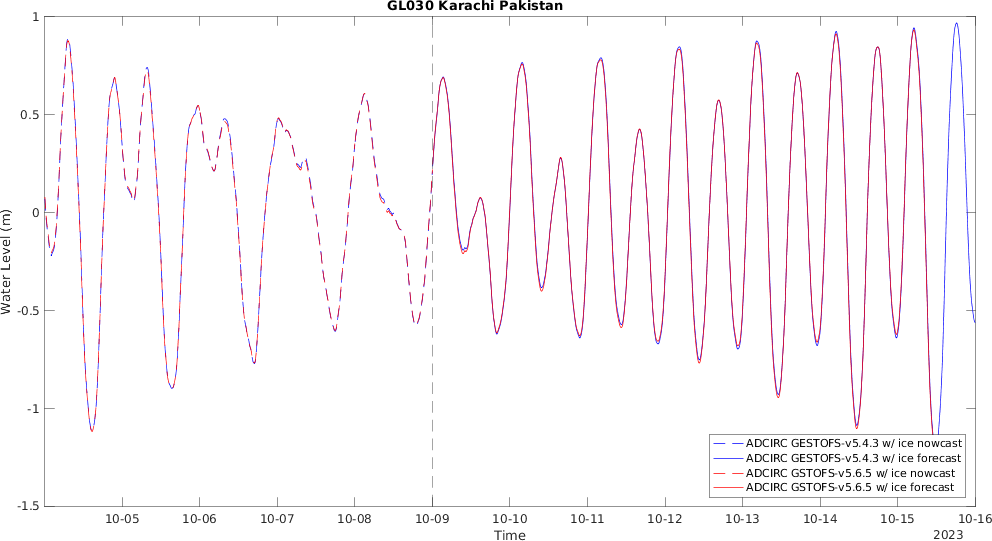 GL030 Karachi Pakistan
1
0.5
0
-0.5
-1
-1.5
Water Level (m)
ADCIRC GESTOFS-v5.4.3 w/ ice nowcast
ADCIRC GESTOFS-v5.4.3 w/ ice forecast
ADCIRC GSTOFS-v5.6.5 w/ ice nowcast
ADCIRC GSTOFS-v5.6.5 w/ ice forecast
10-05 10-06 10-07 10-08 10-09 10-10 10-11 10-12 10-13 10-14 10-15 10-16
Time
2023